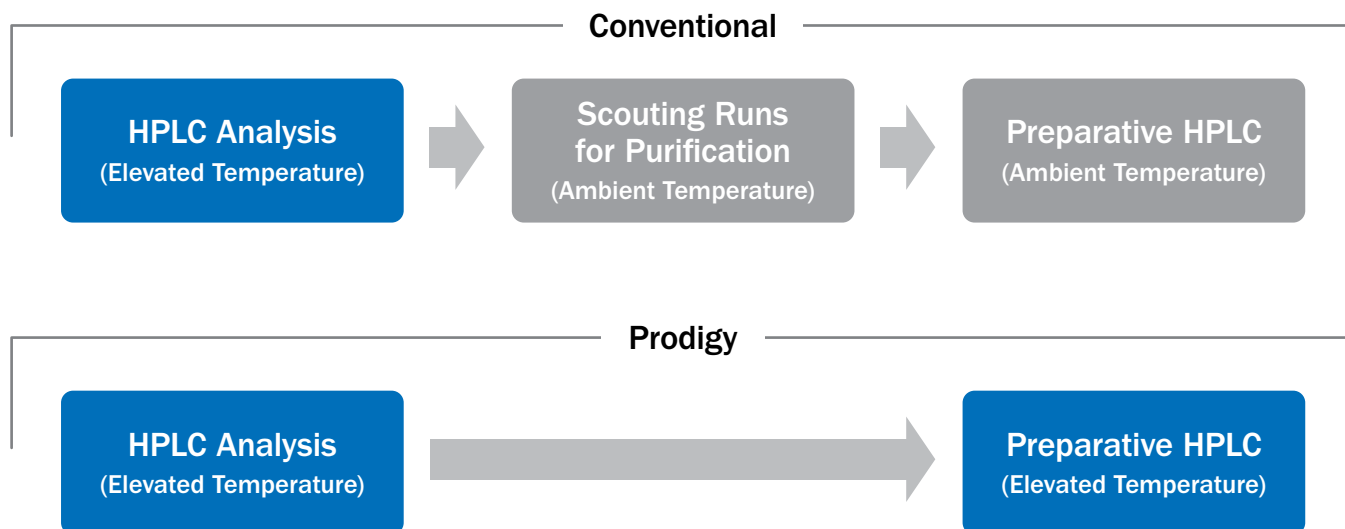 Conventional
HPLC Analysis
(Elevated Temperature)
Scouting Runs
for Purification
(Ambient Temperature)
Preparative HPLC
(Ambient Temperature)
Prodigy
HPLC Analysis
(Elevated Temperature)
Preparative HPLC
(Elevated Temperature)